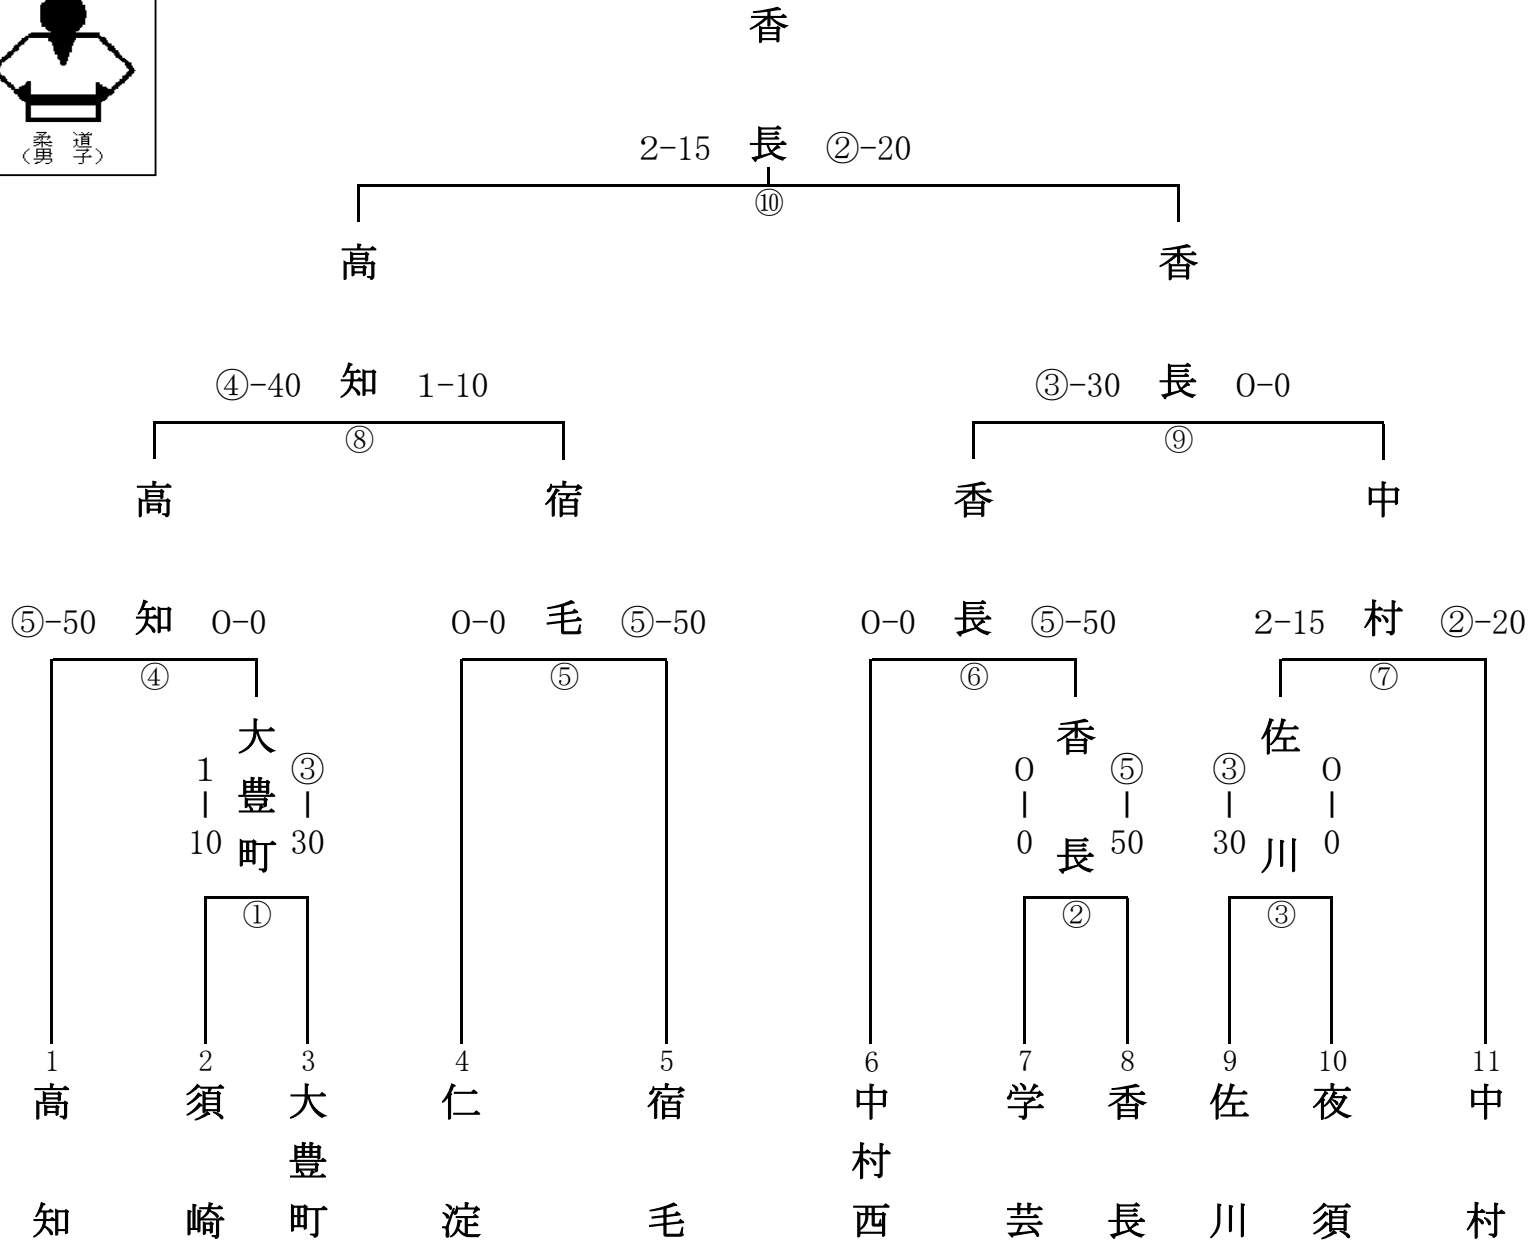 柔道
（男子）
香長
2-15 ②-20
⑩
高知
香長
④-40 1-10
③-30 0-0
⑧
⑨
高知
宿毛
香長
中村
⑤-50 0-0
0-0 ⑤-50
0-0 ⑤-50
2-15 ②-20
④
⑤
⑥
⑦
大豊町
1-10 ③-30
香長
0-0 ⑤-50
佐川
③-30 0-0
①
②
③
1 高知
2 須崎
3 大豊町
4 仁淀
5 宿毛
6 中村西
7 学芸
8 香長
9 佐川
10 夜須
11 中村